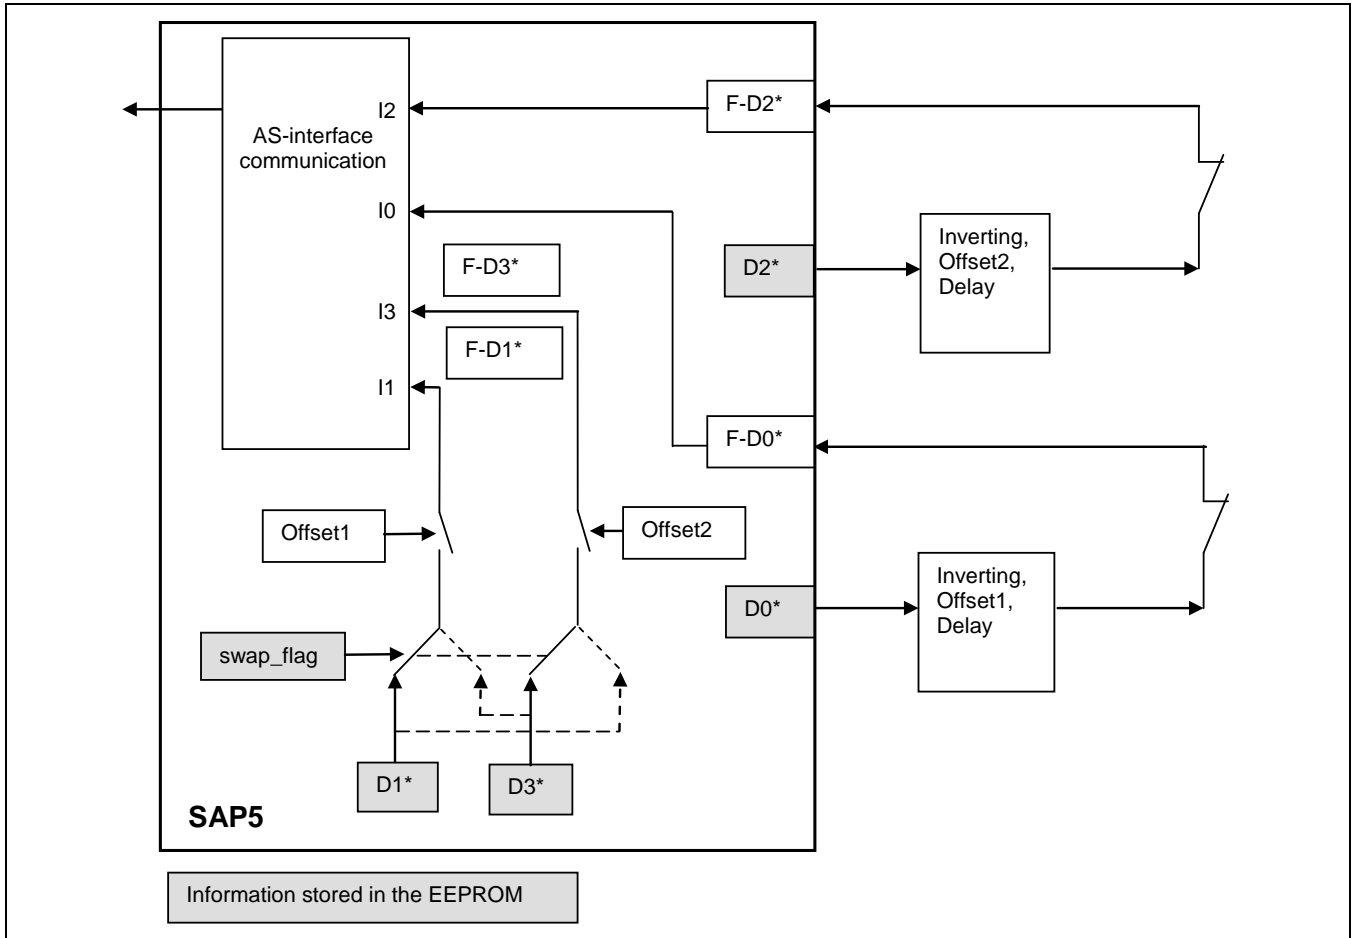 AS-interface
communication
I2
F-D2*
I0
F-D3*
D2*
Inverting,
Offset2,
Delay
I3
F-D1*
I1
F-D0*
Offset1
Offset2
D0*
Inverting,
Offset1,
Delay
swap_flag
D1*
D3*
SAP5
Information stored in the EEPROM